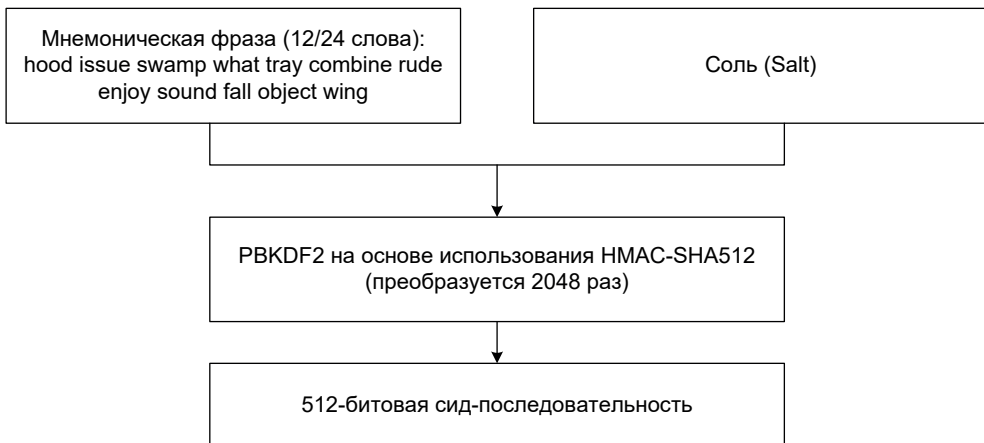 Мнемоническая фраза (12/24 слова):
hood issue swamp what tray combine rude
enjoy sound fall object wing
Соль (Salt)
PBKDF2 на основе использования HMAC-SHA512
(преобразуется 2048 раз)
512-битовая сид-последовательность